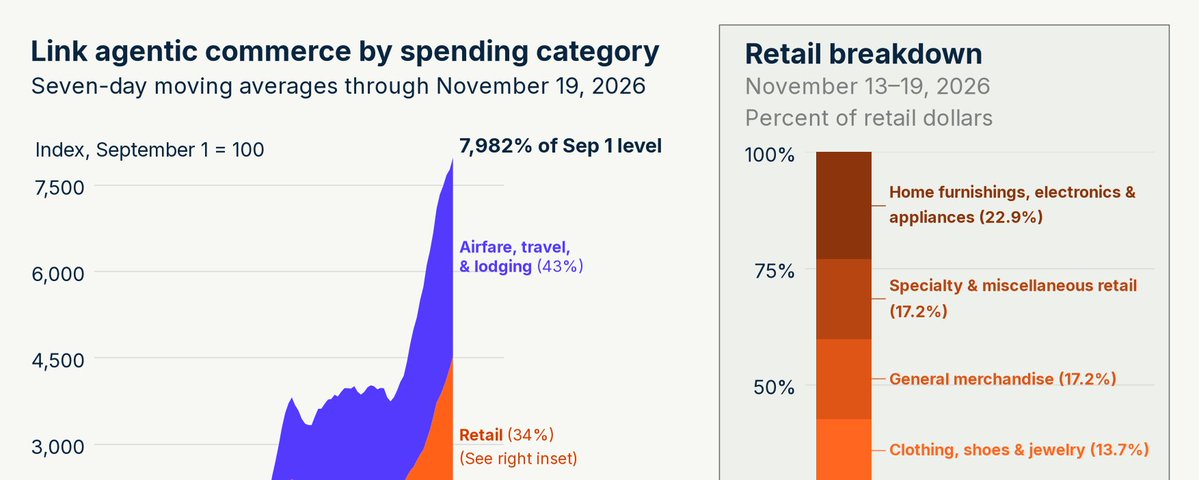 Link agentic commerce by spending category
Seven-day moving averages through November 19, 2026
Index, September 1 = 100
7,982% of Sep 1 level
7,500
6,000
4,500
3,000
Airfare, travel,
& lodging (43%)
Retail (34%)
(See right inset)
Retail breakdown
November 13–19, 2026
Percent of retail dollars
100%
75%
50%
Home furnishings, electronics &
appliances (22.9%)
Specialty & miscellaneous retail
(17.2%)
General merchandise (17.2%)
Clothing, shoes & jewelry (13.7%)